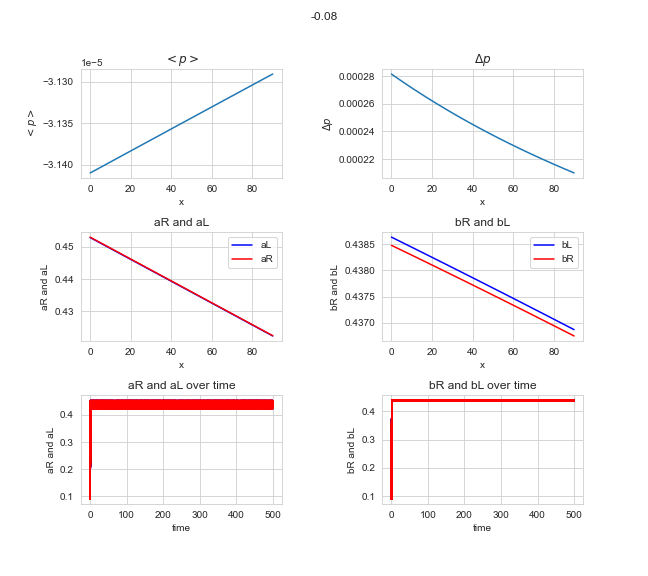 -0.08
< p >
1e−5
−3.130
−3.135
−3.140
< p >
0 20 40 60 80
x
Δp
0.00028
0.00026
0.00024
0.00022
Δp
0 20 40 60 80
x
aR and aL
0.45
0.44
0.43
aR and aL
aL
aR
0 20 40 60 80
x
bR and bL
0.4385
0.4380
0.4375
0.4370
bR and bL
bL
bR
0 20 40 60 80
x
aR and aL over time
0.4
0.3
0.2
0.1
aR and aL
0 100 200 300 400 500
time
bR and bL over time
0.4
0.3
0.2
0.1
bR and bL
0 100 200 300 400 500
time